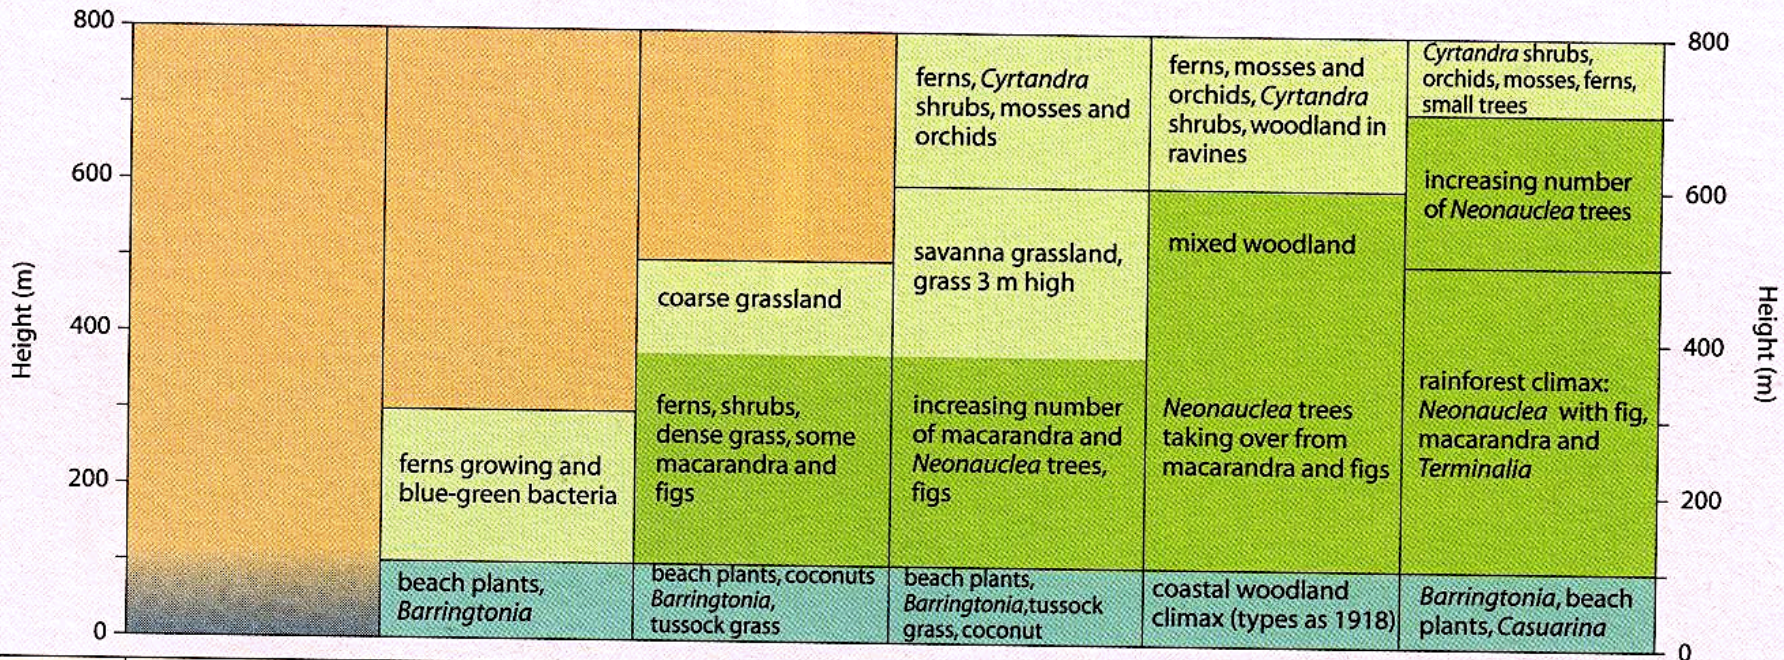 800
600
400
200
0
Height (m)
ferns growing and
blue-green bacteria
beach plants,
Barringtonia
coarse grassland
ferns, shrubs,
dense grass, some
macarandra and
figs
beach plants, coconuts
Barringtonia,
tussock grass
ferns, Cyrtandra
shrubs, mosses and
orchids
savanna grassland,
grass 3 m high
increasing number
of macarandra and
Neonauclea trees,
figs
beach plants,
Barringtonia,tussock
grass, coconut
ferns, mosses and
orchids, Cyrtandra
shrubs, woodland in
ravines
mixed woodland
Neonauclea trees
taking over from
macarandra and figs
coastal woodland
climax (types as 1918)
Cyrtandra shrubs,
orchids, mosses, ferns,
small trees
increasing number
of Neonauclea trees
rainforest climax:
Neonauclea with fig,
macarandra and
Terminalia
Barringtonia, beach
plants, Casuarina
800
600
400
200
0
Height (m)